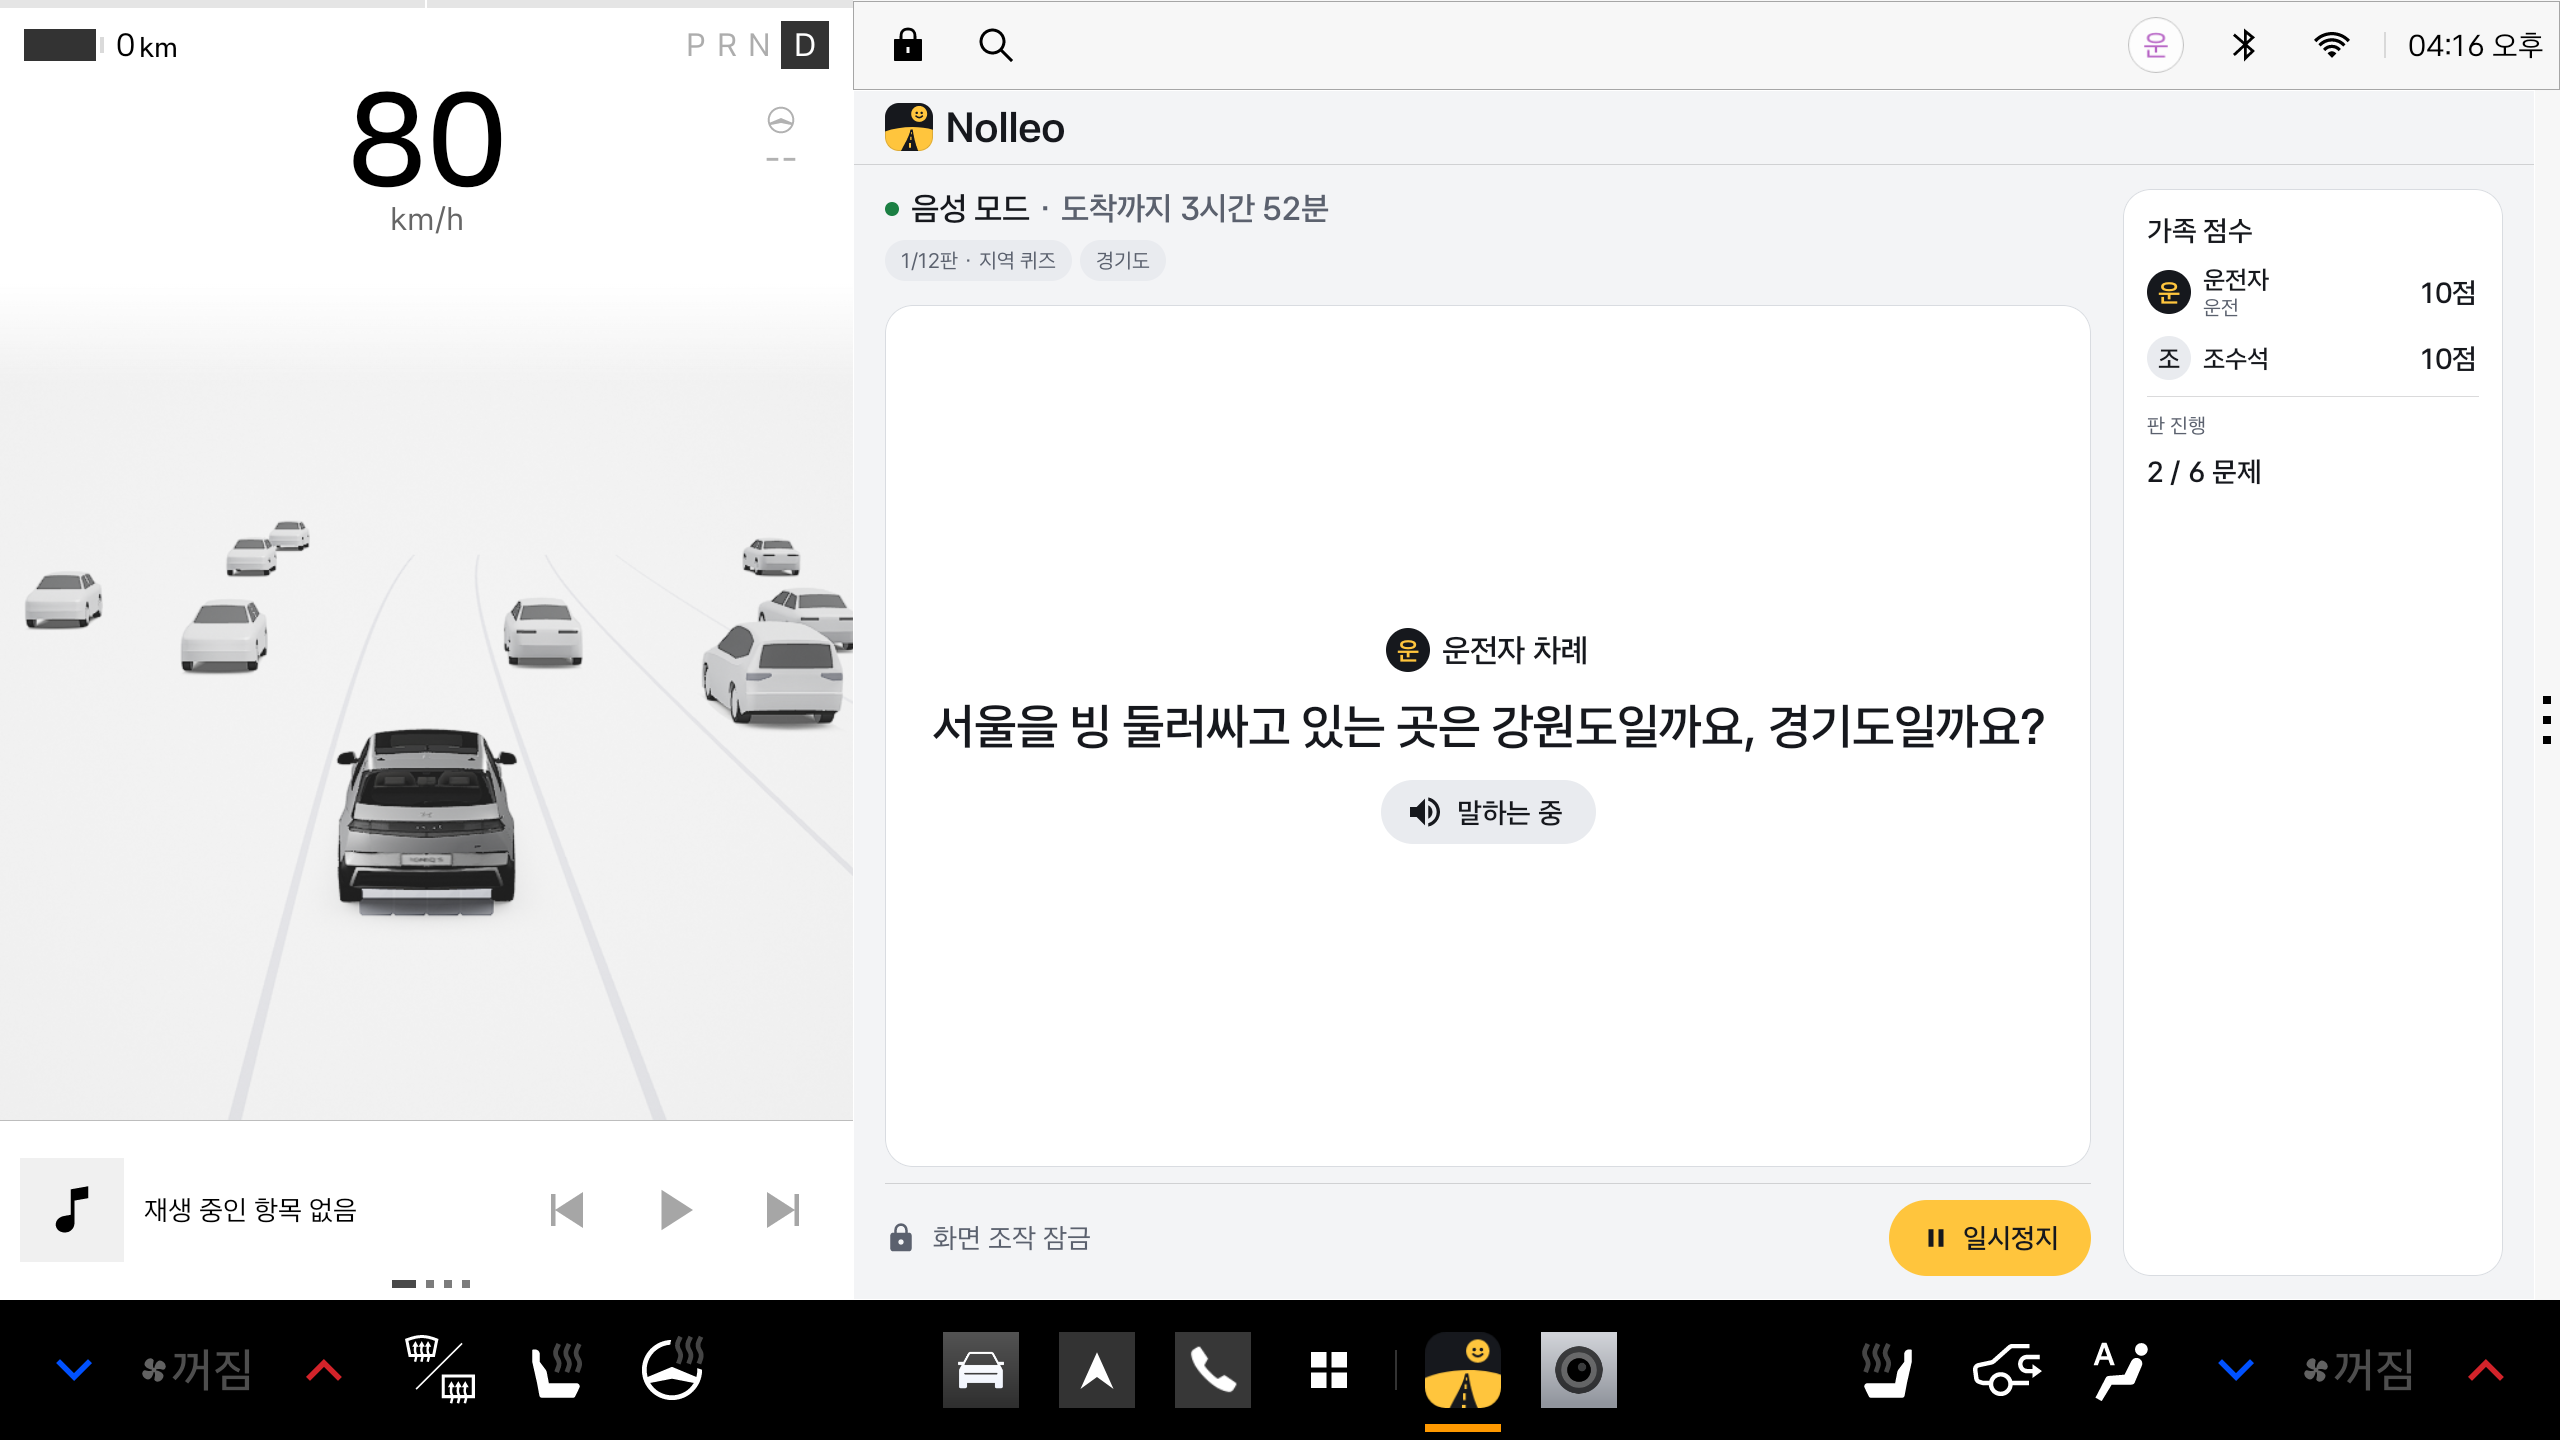 0 km
P R N D
80
km/h
--
재생 중인 항목 없음
운
04:16 오후
Nolleo
음성 모드 · 도착까지 3시간 52분
1/12판 · 지역 퀴즈
경기도
운 운전자 차례
서울을 빙 둘러싸고 있는 곳은 강원도일까요, 경기도일까요?
말하는 중
화면 조작 잠금
일시정지
가족 점수
운 운전자 10점
운전
조 조수석 10점
판 진행
2 / 6 문제
꺼짐
A
꺼짐